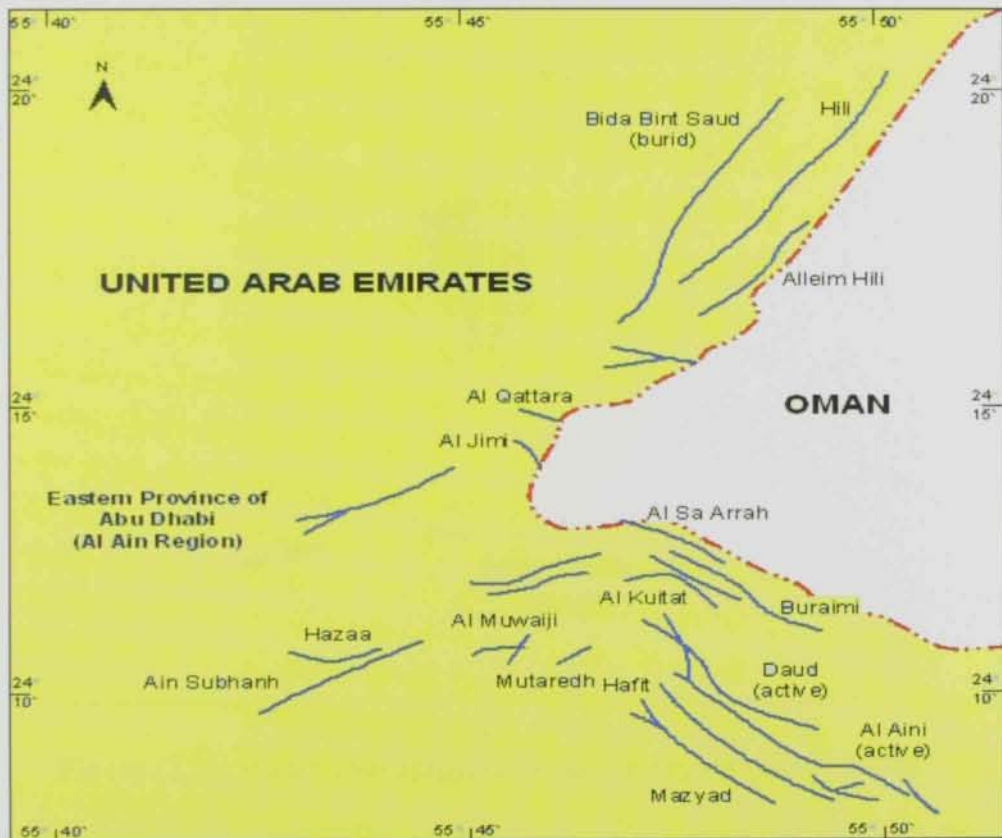 55° 40`
55° 45`
55° 50`
N
24°
20`
24°
20`
Bida Bint Saud
(burid)
Hili
UNITED ARAB EMIRATES
Alleim Hili
Al Qattara
OMAN
24°
15`
24°
15`
Al Jimi
Eastern Province of
Abu Dhabi
(Al Ain Region)
Al Sa Arrah
Al Kuitat
Buraimi
Al Muwaiji
Hazaa
Ain Subhanh
Mutaredh
Hafit
Daud
(active)
24°
10`
24°
10`
Al Aini
(active)
Mazyad
55° 40`
55° 45`
55° 50`